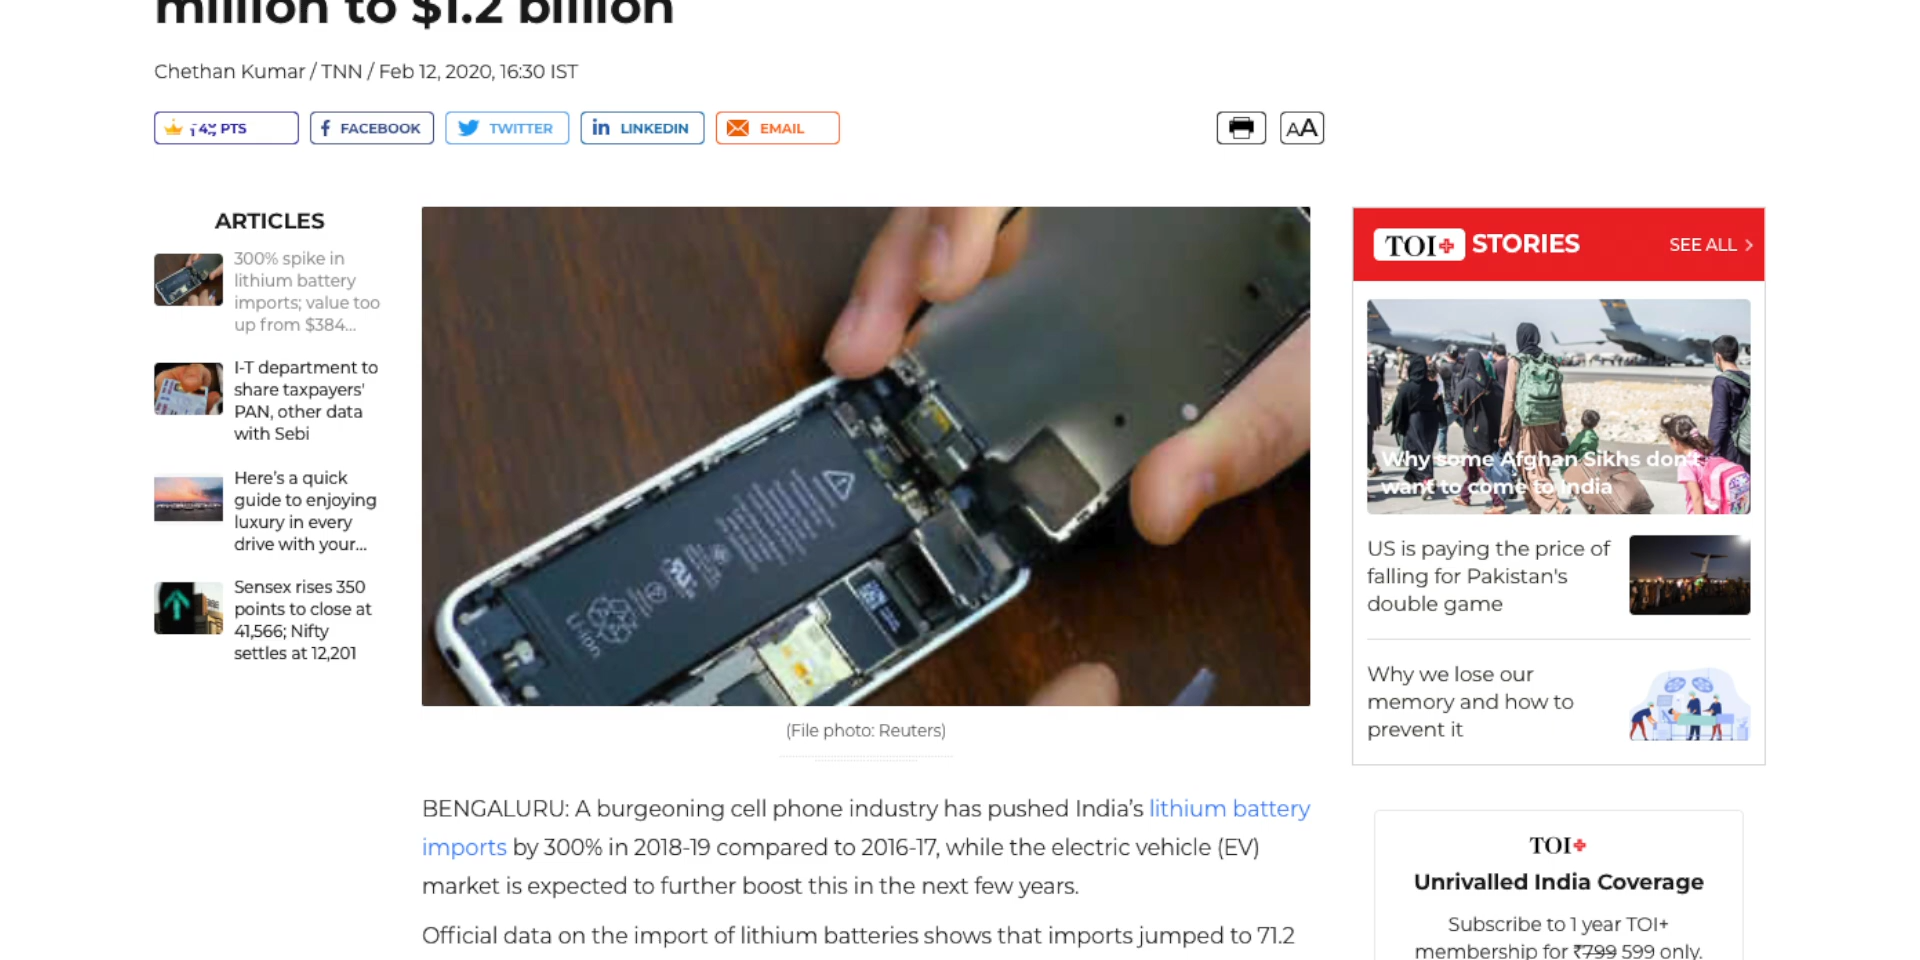 million to $1.2 billion
Chethan Kumar / TNN / Feb 12, 2020, 16:30 IST
PTS
FACEBOOK
TWITTER
LINKEDIN
EMAIL
AA
ARTICLES
300% spike in
lithium battery
imports; value too
up from $384...
I-T department to
share taxpayers'
PAN, other data
with Sebi
Here's a quick
guide to enjoying
luxury in every
drive with your...
Sensex rises 350
points to close at
41,566; Nifty
settles at 12,201
Li-ion
(File photo: Reuters)
BENGALURU: A burgeoning cell phone industry has pushed India’s lithium battery
imports by 300% in 2018-19 compared to 2016-17, while the electric vehicle (EV)
market is expected to further boost this in the next few years.
Official data on the import of lithium batteries shows that imports jumped to 71.2
TOI+ STORIES
SEE ALL
Why some Afghan Sikhs don't
want to come to India
US is paying the price of
falling for Pakistan's
double game
Why we lose our
memory and how to
prevent it
TOI+
Unrivalled India Coverage
Subscribe to 1 year TOI+
membership for ₹799 599 only.